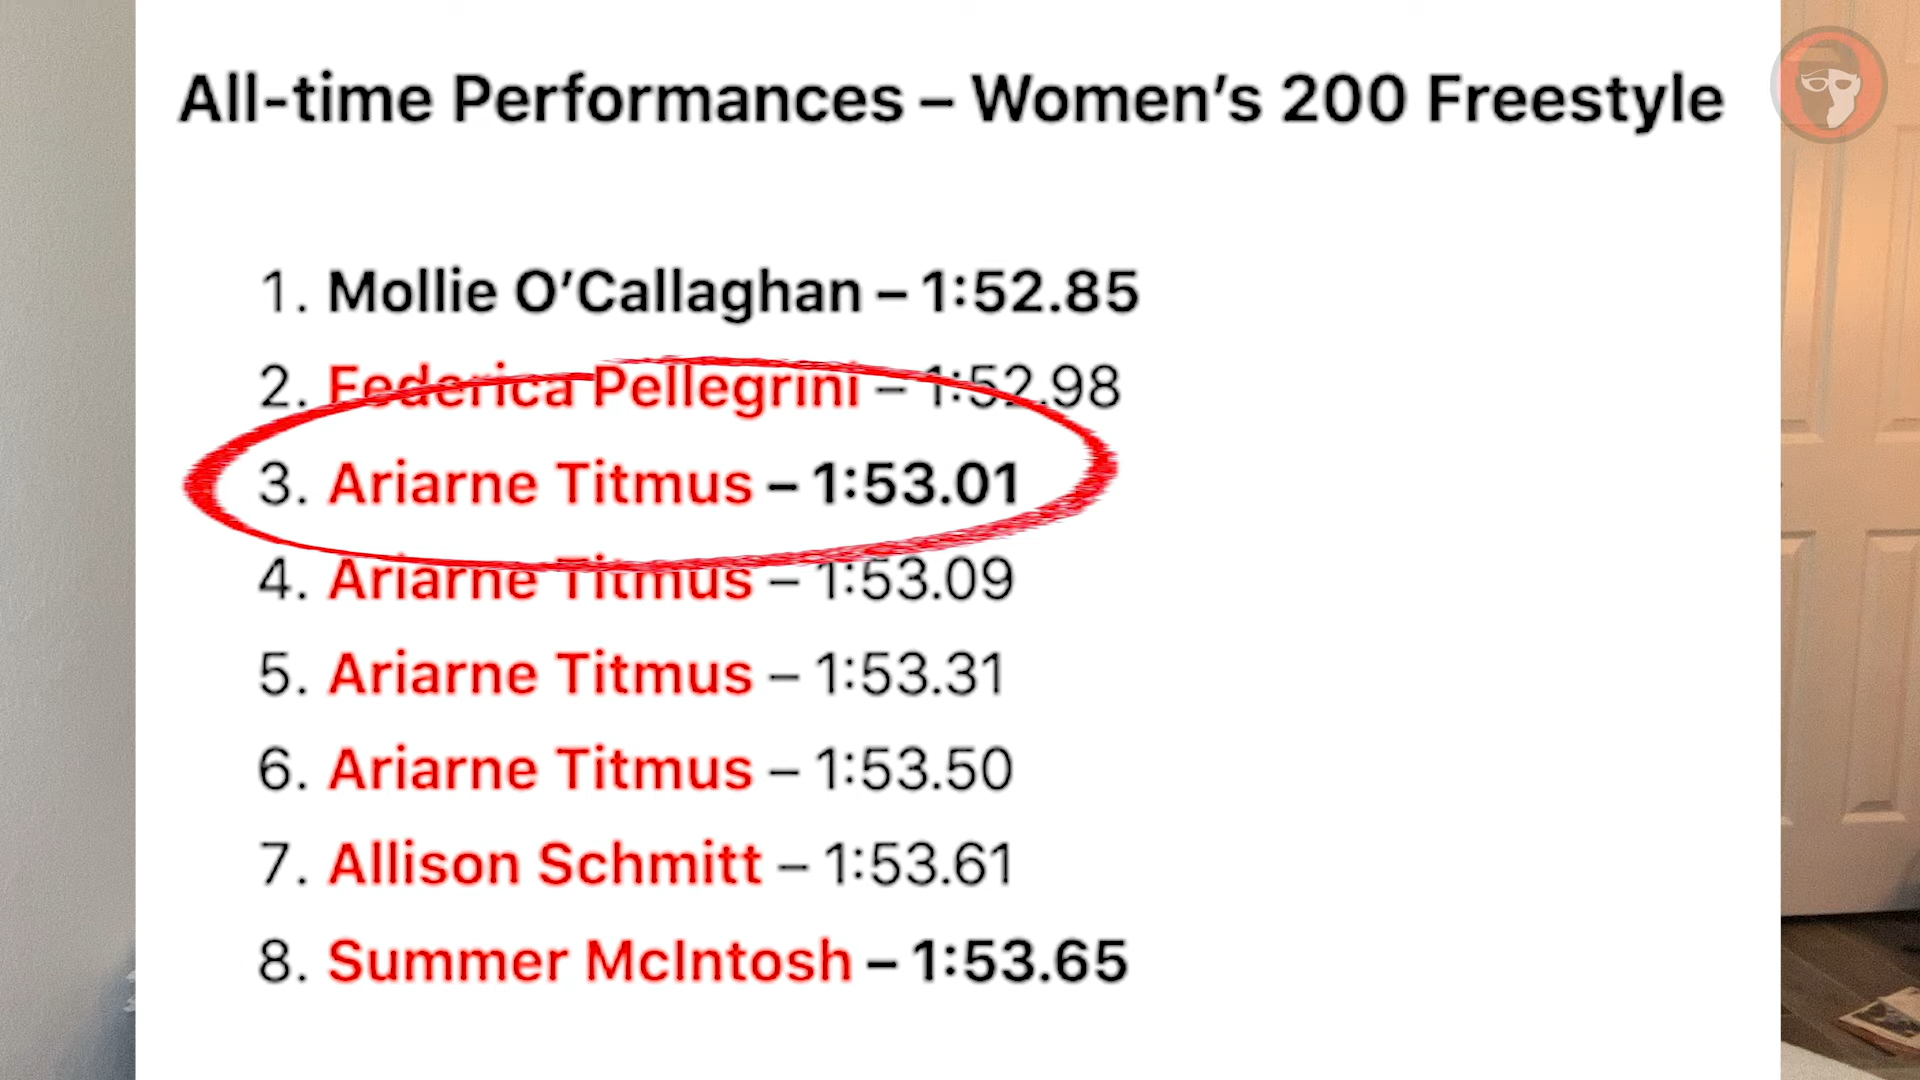 All-time Performances – Women’s 200 Freestyle
1. Mollie O’Callaghan – 1:52.85
2. Federica Pellegrini – 1:52.98
3. Ariarne Titmus – 1:53.01
4. Ariarne Titmus – 1:53.09
5. Ariarne Titmus – 1:53.31
6. Ariarne Titmus – 1:53.50
7. Allison Schmitt – 1:53.61
8. Summer McIntosh – 1:53.65